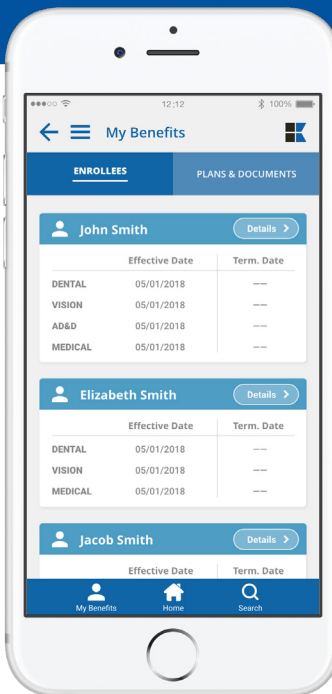 12:12 100%
My Benefits
ENROLLEES PLANS & DOCUMENTS
John Smith Details >
Effective Date Term. Date
DENTAL 05/01/2018 ––
VISION 05/01/2018 ––
AD&D 05/01/2018 ––
MEDICAL 05/01/2018 ––
Elizabeth Smith Details >
Effective Date Term. Date
DENTAL 05/01/2018 ––
VISION 05/01/2018 ––
MEDICAL 05/01/2018 ––
Jacob Smith Details >
Effective Date Term. Date
My Benefits Home Search